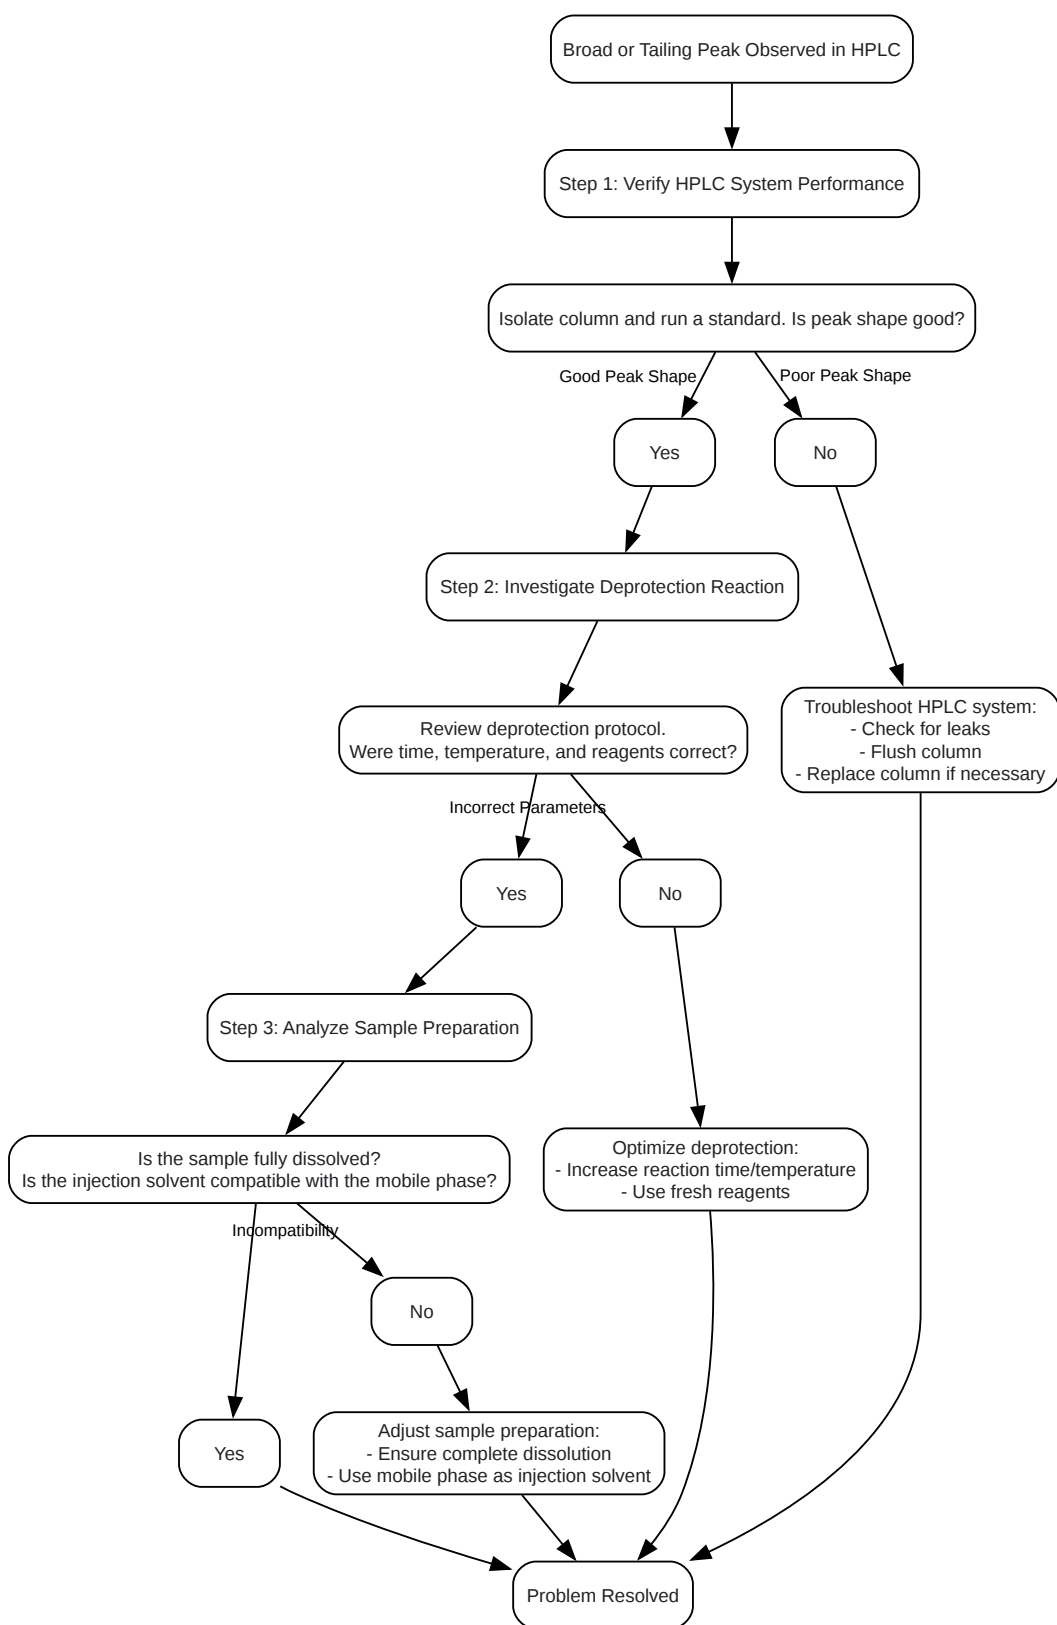 Broad or Tailing Peak Observed in HPLC
Step 1: Verify HPLC System Performance
Isolate column and run a standard. Is peak shape good?
Good Peak Shape
Poor Peak Shape
Yes
No
Step 2: Investigate Deprotection Reaction
Troubleshoot HPLC system:
- Check for leaks
- Flush column
- Replace column if necessary
Review deprotection protocol.
Were time, temperature, and reagents correct?
Incorrect Parameters
Yes
No
Step 3: Analyze Sample Preparation
Is the sample fully dissolved?
Is the injection solvent compatible with the mobile phase?
Optimize deprotection:
- Increase reaction time/temperature
- Use fresh reagents
Incompatibility
No
Yes
Adjust sample preparation:
- Ensure complete dissolution
- Use mobile phase as injection solvent
Problem Resolved